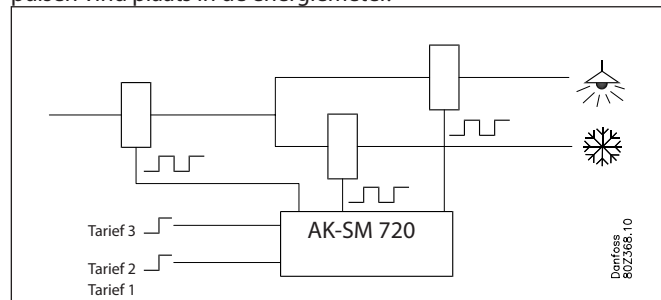 pulsen vind plaats in de energiemeter.
AK-SM 720
Tarief 3
Tarief 2
Tarief 1
Danfoss
80Z368.10